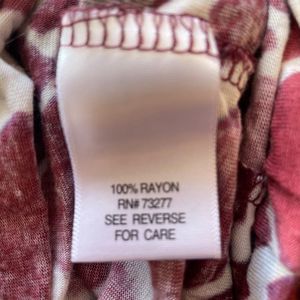 100% RAYON
RN# 73277
SEE REVERSE
FOR CARE